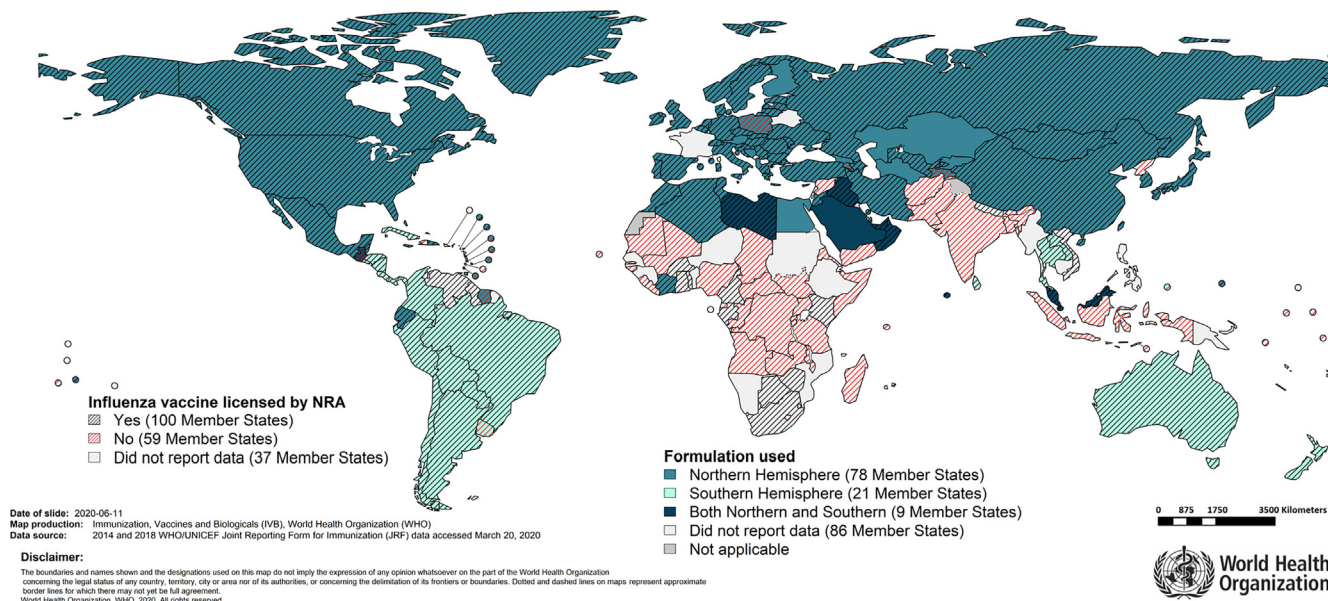 Influenza vaccine licensed by NRA
Yes (100 Member States)
No (59 Member States)
Did not report data (37 Member States)
Formulation used
Northern Hemisphere (78 Member States)
Southern Hemisphere (21 Member States)
Both Northern and Southern (9 Member States)
Did not report data (86 Member States)
Not applicable
Date of slide: 2020-06-11
Map production: Immunization, Vaccines and Biologicals (IVB), World Health Organization (WHO)
Data source: 2014 and 2018 WHO/UNICEF Joint Reporting Form for Immunization (JRF) data accessed March 20, 2020
0 875 1750 3500 Kilometers
Disclaimer:
The boundaries and names shown and the designations used on this map do not imply the expression of any opinion whatsoever on the part of the World Health Organization
concerning the legal status of any country, territory, city or area nor of its authorities, or concerning the delimitation of its frontiers or boundaries. Dotted and dashed lines on maps represent approximate
border lines for which there may not yet be full agreement.
World Health Organization, WHO, 2020. All rights reserved
World Health
Organization